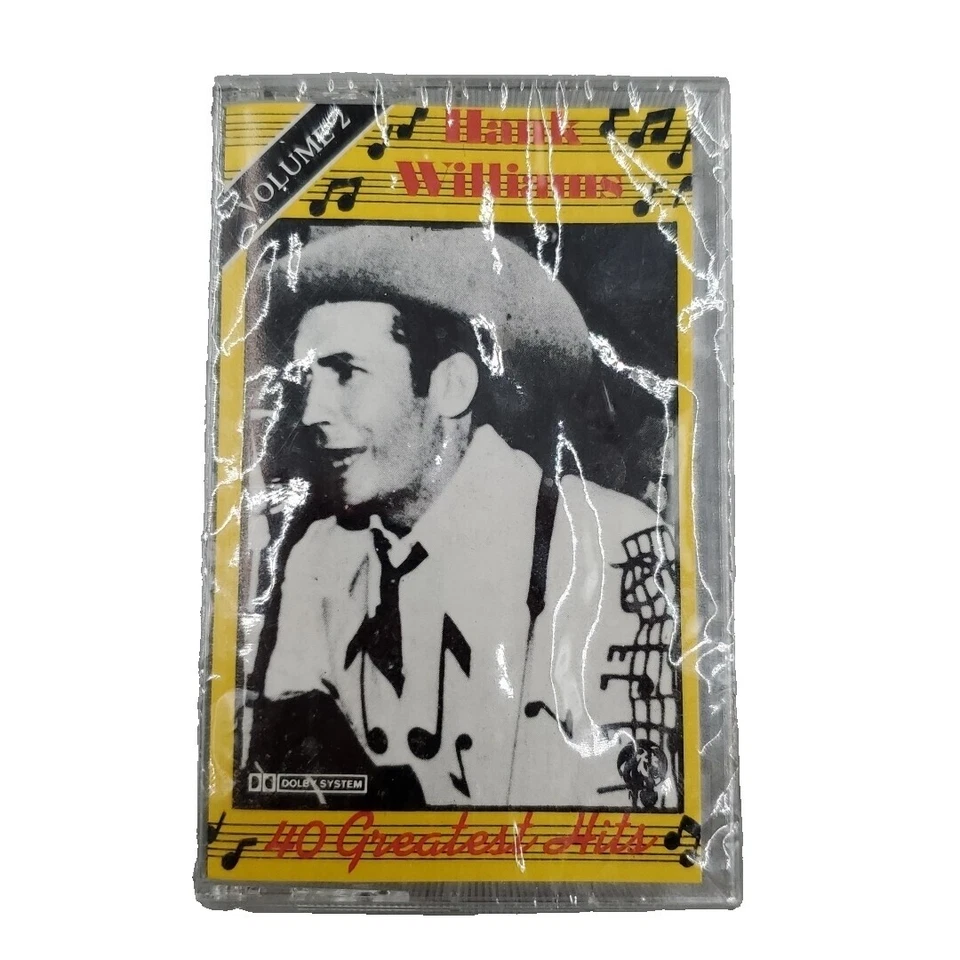 VOLUME 2
Hank
Williams
DOLBY SYSTEM
40 Greatest Hits